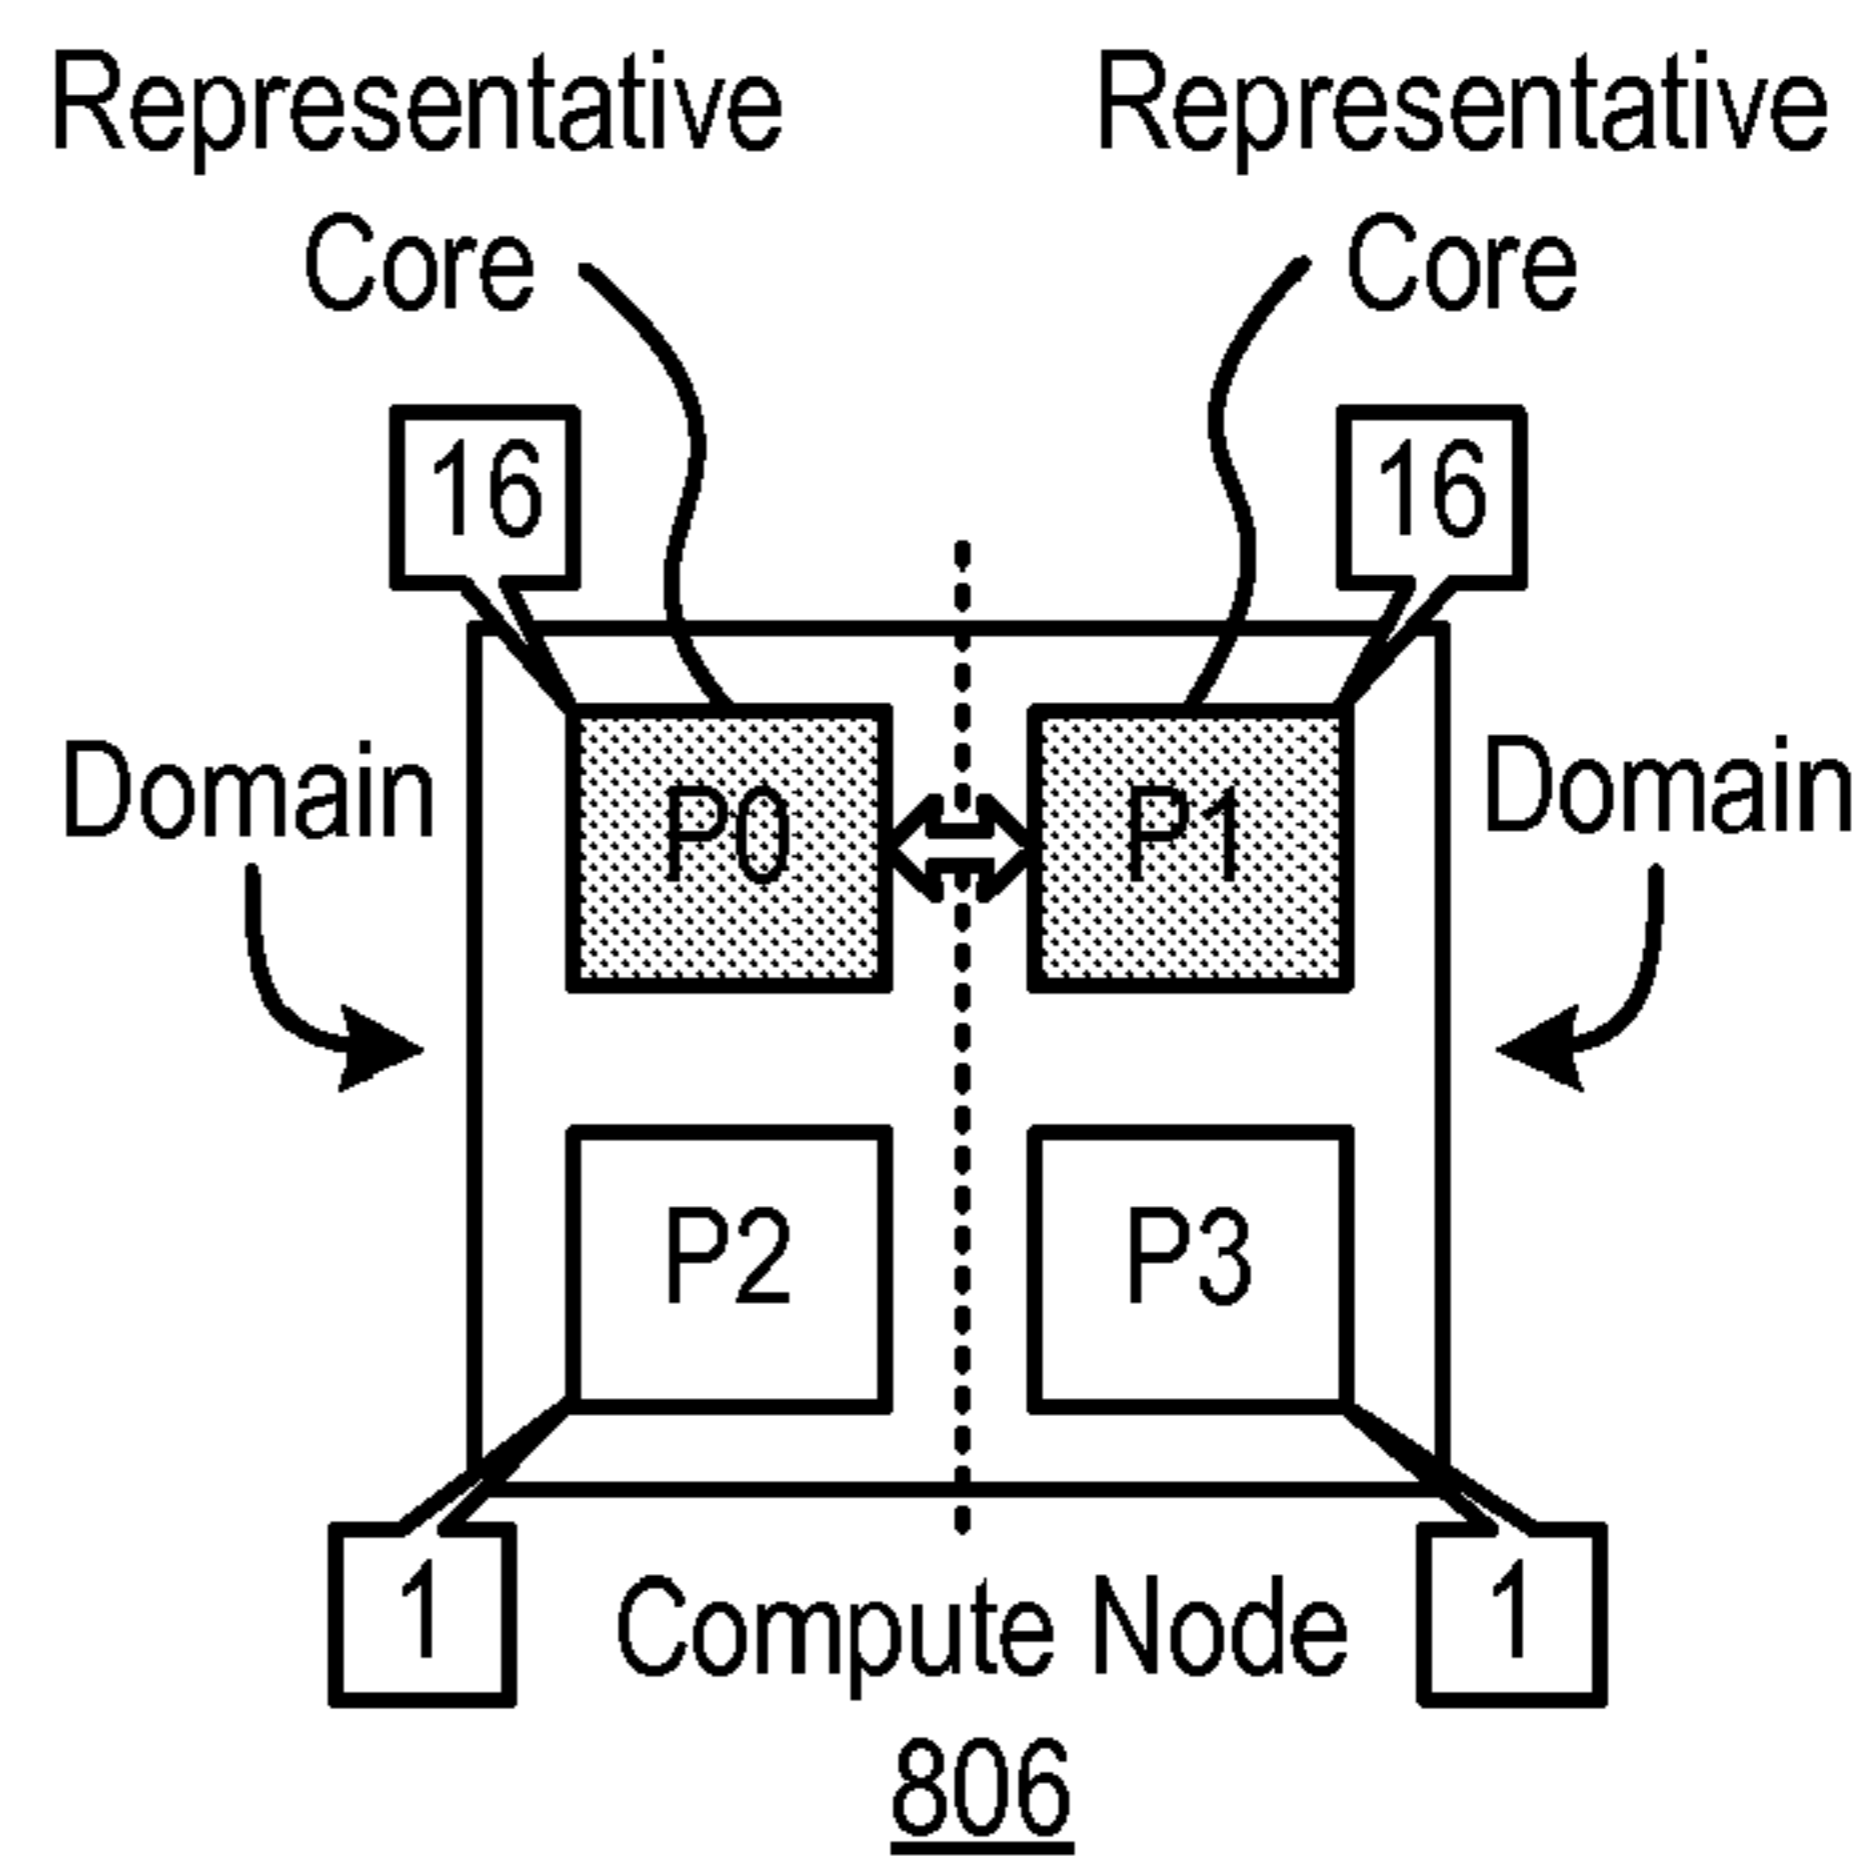 Representative
Core
Representative
Core
16
16
Domain
P0
P1
Domain
P2
P3
1
Compute Node
1
806